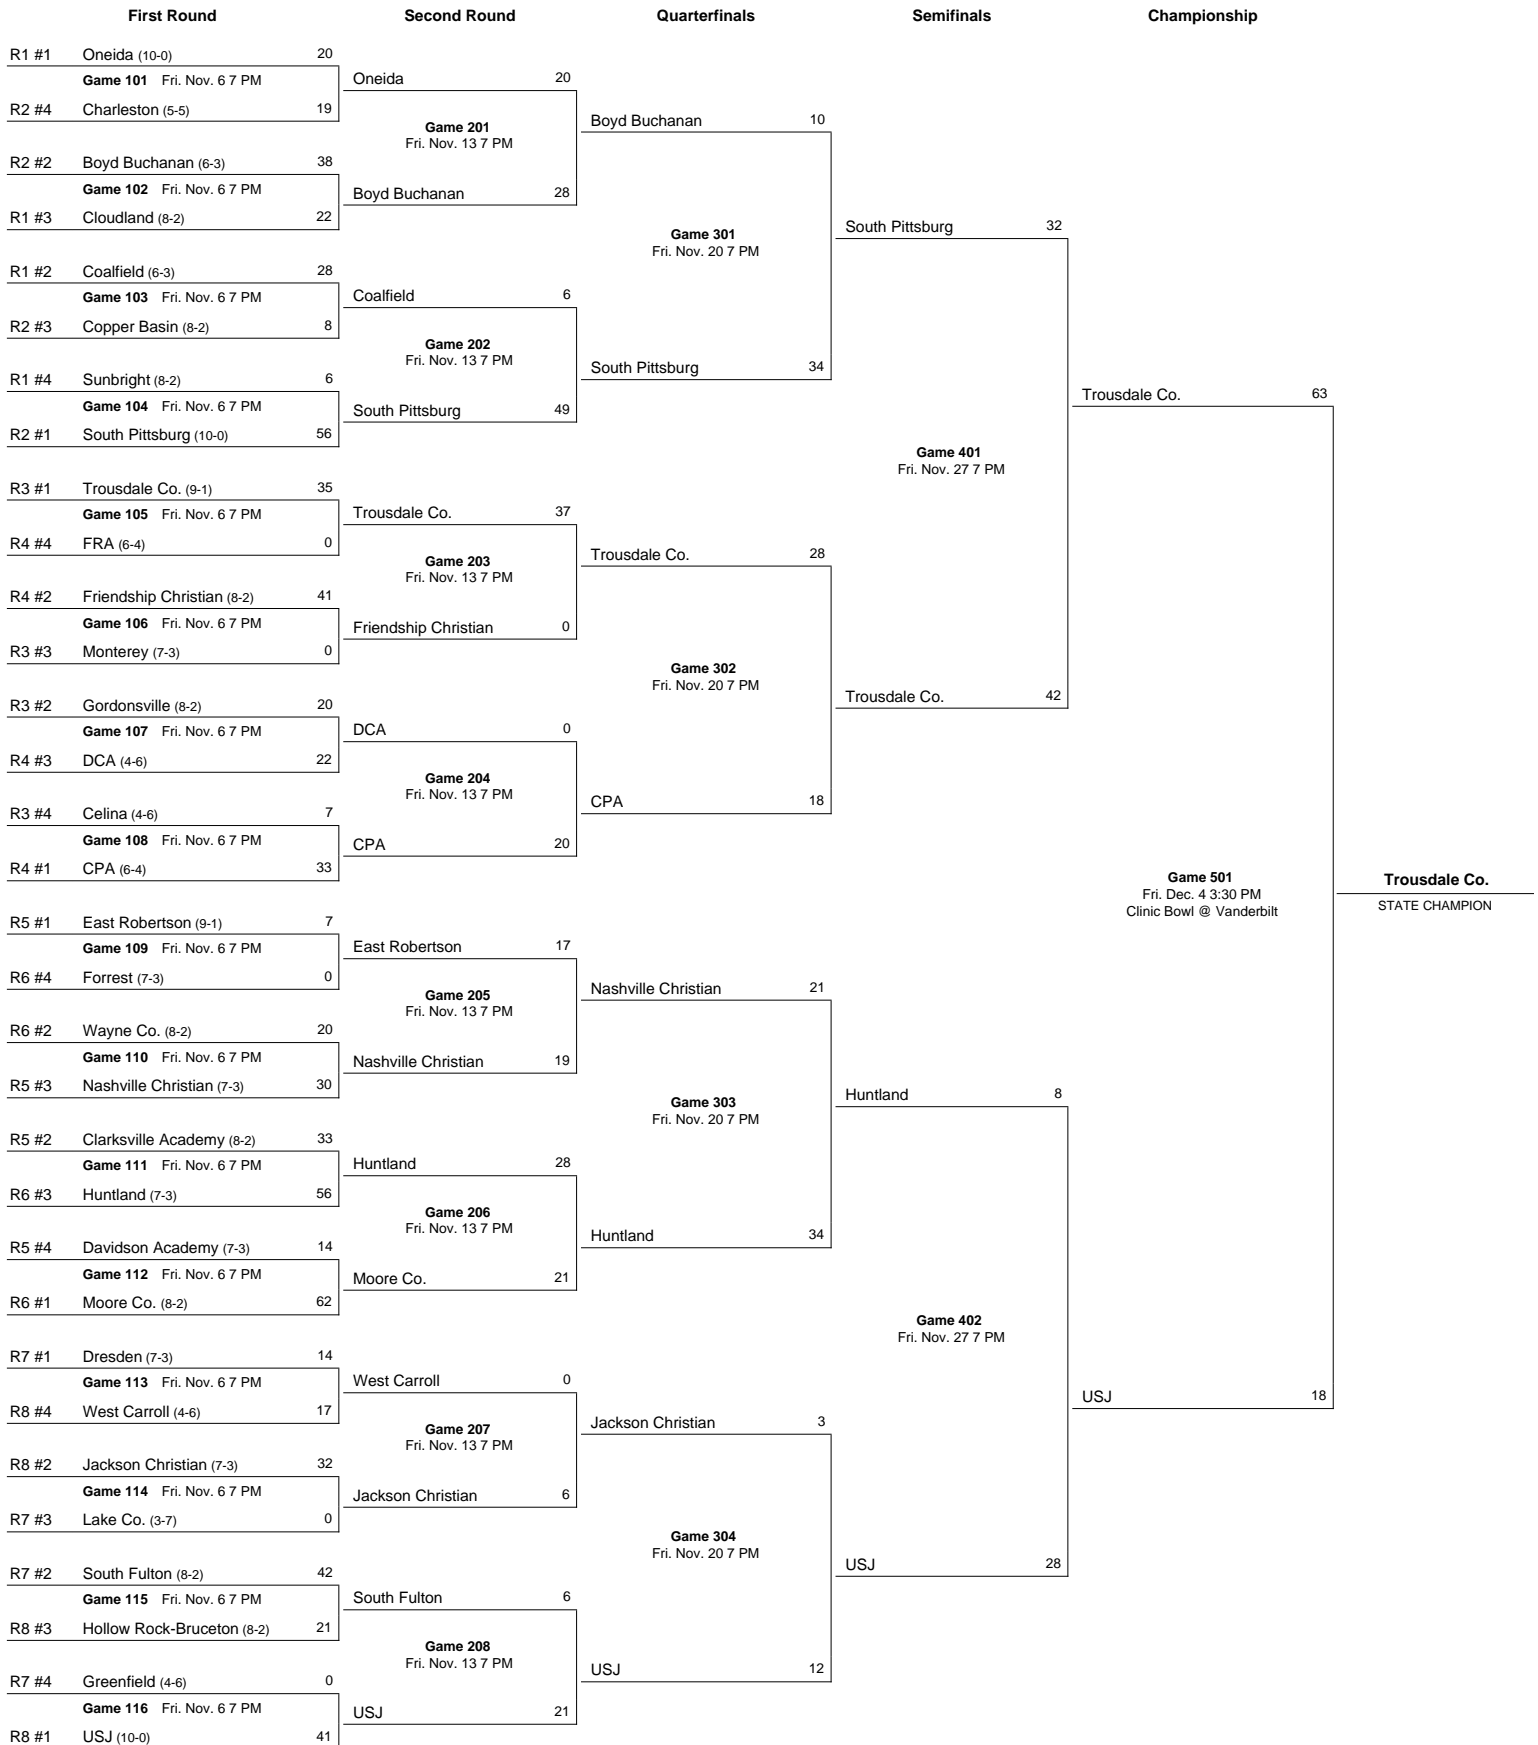 First Round Second Round Quarterfinals Semifinals Championship
R1 #1 Oneida (10-0) 20
Game 101 Fri. Nov. 6 7 PM
R2 #4 Charleston (5-5) 19
R2 #2 Boyd Buchanan (6-3) 38
Game 102 Fri. Nov. 6 7 PM
R1 #3 Cloudland (8-2) 22
R1 #2 Coalfield (6-3) 28
Game 103 Fri. Nov. 6 7 PM
R2 #3 Copper Basin (8-2) 8
R1 #4 Sunbright (8-2) 6
Game 104 Fri. Nov. 6 7 PM
R2 #1 South Pittsburg (10-0) 56
R3 #1 Trousdale Co. (9-1) 35
Game 105 Fri. Nov. 6 7 PM
R4 #4 FRA (6-4) 0
R4 #2 Friendship Christian (8-2) 41
Game 106 Fri. Nov. 6 7 PM
R3 #3 Monterey (7-3) 0
R3 #2 Gordonsville (8-2) 20
Game 107 Fri. Nov. 6 7 PM
R4 #3 DCA (4-6) 22
R3 #4 Celina (4-6) 7
Game 108 Fri. Nov. 6 7 PM
R4 #1 CPA (6-4) 33
R5 #1 East Robertson (9-1) 7
Game 109 Fri. Nov. 6 7 PM
R6 #4 Forrest (7-3) 0
R6 #2 Wayne Co. (8-2) 20
Game 110 Fri. Nov. 6 7 PM
R5 #3 Nashville Christian (7-3) 30
R5 #2 Clarksville Academy (8-2) 33
Game 111 Fri. Nov. 6 7 PM
R6 #3 Huntland (7-3) 56
R5 #4 Davidson Academy (7-3) 14
Game 112 Fri. Nov. 6 7 PM
R6 #1 Moore Co. (8-2) 62
R7 #1 Dresden (7-3) 14
Game 113 Fri. Nov. 6 7 PM
R8 #4 West Carroll (4-6) 17
R8 #2 Jackson Christian (7-3) 32
Game 114 Fri. Nov. 6 7 PM
R7 #3 Lake Co. (3-7) 0
R7 #2 South Fulton (8-2) 42
Game 115 Fri. Nov. 6 7 PM
R8 #3 Hollow Rock-Bruceton (8-2) 21
R7 #4 Greenfield (4-6) 0
Game 116 Fri. Nov. 6 7 PM
R8 #1 USJ (10-0) 41
Oneida 20
Game 201
Fri. Nov. 13 7 PM
Boyd Buchanan 28
Coalfield 6
Game 202
Fri. Nov. 13 7 PM
South Pittsburg 49
Trousdale Co. 37
Game 203
Fri. Nov. 13 7 PM
Friendship Christian 0
DCA 0
Game 204
Fri. Nov. 13 7 PM
CPA 20
East Robertson 17
Game 205
Fri. Nov. 13 7 PM
Nashville Christian 19
Huntland 28
Game 206
Fri. Nov. 13 7 PM
Moore Co. 21
West Carroll 0
Game 207
Fri. Nov. 13 7 PM
Jackson Christian 6
South Fulton 6
Game 208
Fri. Nov. 13 7 PM
USJ 21
Boyd Buchanan 10
Game 301
Fri. Nov. 20 7 PM
South Pittsburg 34
Trousdale Co. 28
Game 302
Fri. Nov. 20 7 PM
CPA 18
Nashville Christian 21
Game 303
Fri. Nov. 20 7 PM
Huntland 34
Jackson Christian 3
Game 304
Fri. Nov. 20 7 PM
USJ 12
South Pittsburg 32
Game 401
Fri. Nov. 27 7 PM
Trousdale Co. 42
Huntland 8
Game 402
Fri. Nov. 27 7 PM
USJ 28
Trousdale Co. 63
Game 501
Fri. Dec. 4 3:30 PM
Clinic Bowl @ Vanderbilt
USJ 18
Trousdale Co.
STATE CHAMPION